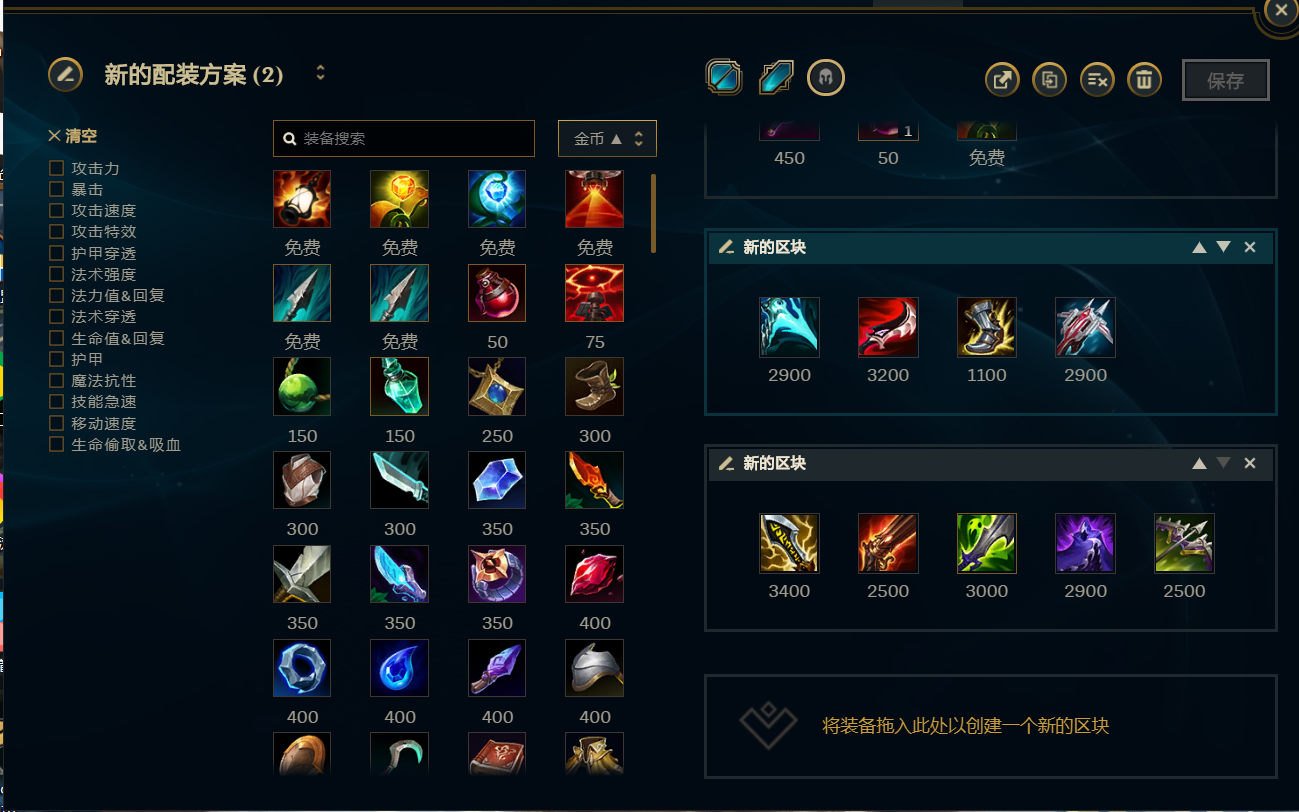 新的配装方案 (2)
保存
清空
攻击力
暴击
攻击速度
攻击特效
护甲穿透
法术强度
法力值&回复
法术穿透
生命值&回复
护甲
魔法抗性
技能急速
移动速度
生命偷取&吸血
装备搜索
金币
免费 免费 免费 免费
免费 免费 50 75
150 150 250 300
300 300 350 350
350 350 350 400
400 400 400 400
1
450 50 免费
新的区块
2900 3200 1100 2900
新的区块
3400 2500 3000 2900 2500
将装备拖入此处以创建一个新的区块